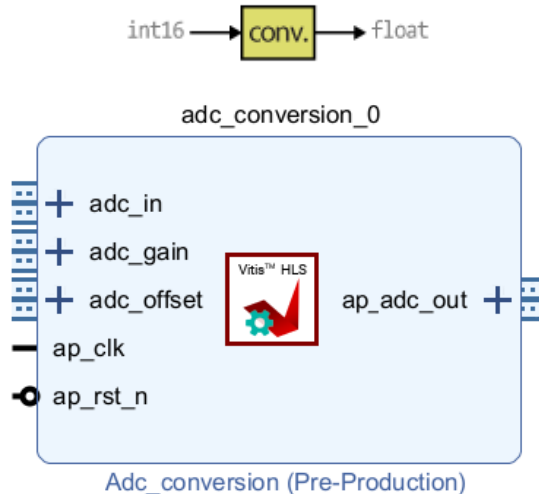 int16 conv. float
adc_conversion_0
adc_in
adc_gain
Vitis™ HLS
adc_offset ap_adc_out
ap_clk
ap_rst_n
Adc_conversion (Pre-Production)